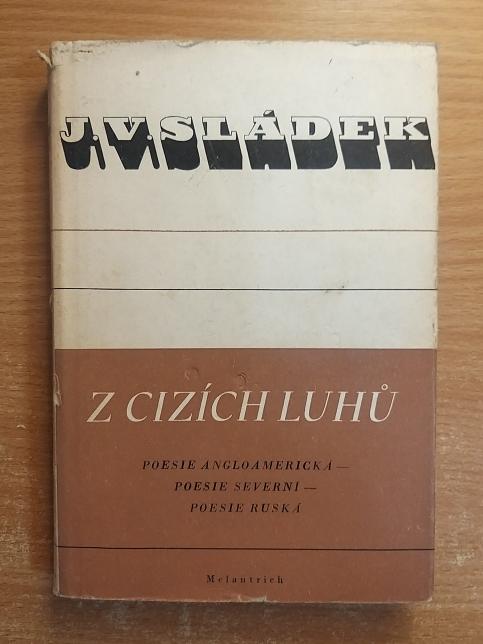 J.V.SLÁDEK
Z CIZÍCH LUHŮ
POESIE ANGLOAMERICKÁ —
POESIE SEVERNÍ —
POESIE RUSKÁ
Melantrich